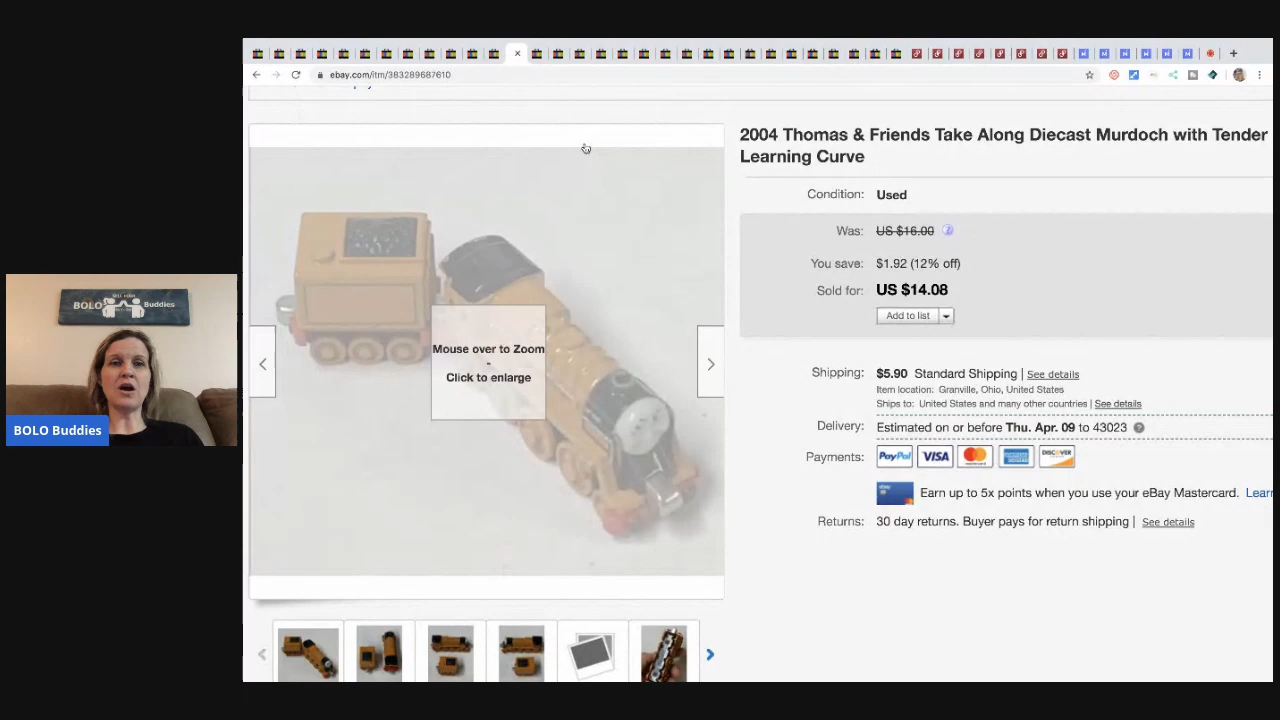 ebay.com/itm/383289687610
2004 Thomas & Friends Take Along Diecast Murdoch with Tender
Learning Curve
Condition: Used
Was: US $16.00
You save: $1.92 (12% off)
Sold for: US $14.08
Add to list
Mouse over to Zoom
-
Click to enlarge
Shipping: $5.90 Standard Shipping | See details
Item location: Granville, Ohio, United States
Ships to: United States and many other countries | See details
Delivery: Estimated on or before Thu. Apr. 09 to 43023
Payments: PayPal VISA MasterCard DISCOVER
Earn up to 5x points when you use your eBay Mastercard. Lear
Returns: 30 day returns. Buyer pays for return shipping | See details
BOLO Buddies
BOLO Buddies